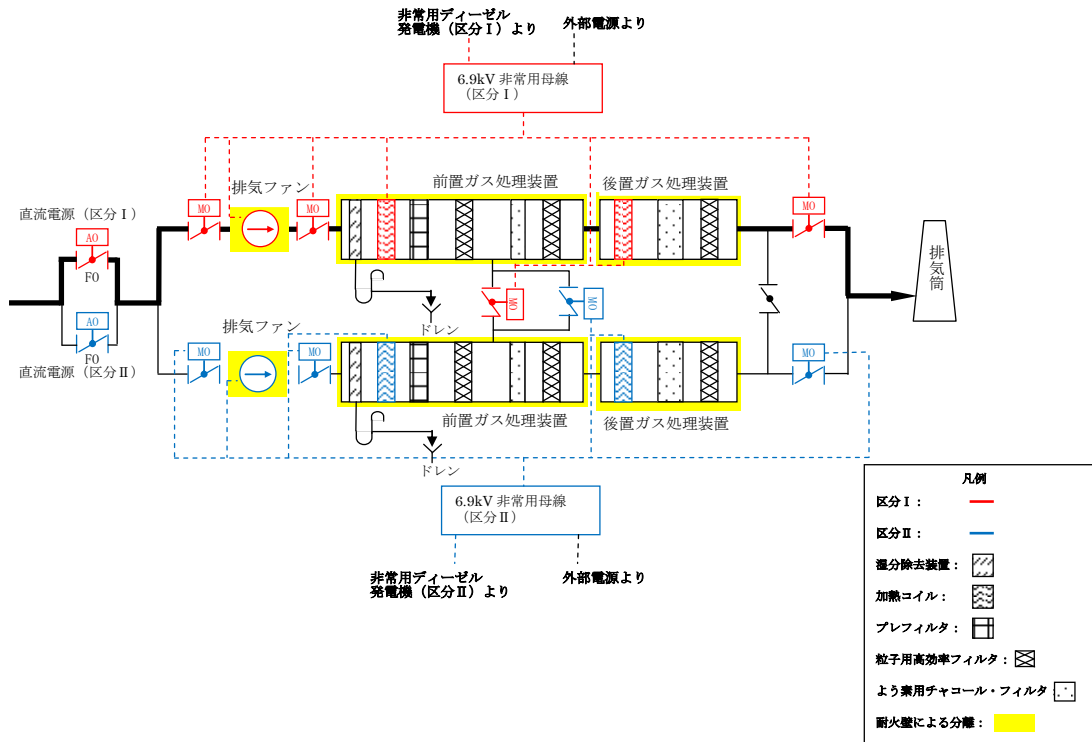 非常用ディーゼル
発電機（区分Ⅰ）より
外部電源より
6.9kV 非常用母線
（区分Ⅰ）
排気ファン
前置ガス処理装置
後置ガス処理装置
直流電源（区分Ⅰ）
MO
MO
MO
AO
FO
排気筒
MO
MO
ドレン
排気ファン
AO
FO
直流電源（区分Ⅱ）
MO
MO
MO
前置ガス処理装置
後置ガス処理装置
ドレン
6.9kV 非常用母線
（区分Ⅱ）
非常用ディーゼル
発電機（区分Ⅱ）より
外部電源より
凡例
区分Ⅰ：
区分Ⅱ：
湿分除去装置：
加熱コイル：
プレフィルタ：
粒子用高効率フィルタ：
よう素用チャコール・フィルタ
耐火壁による分離：